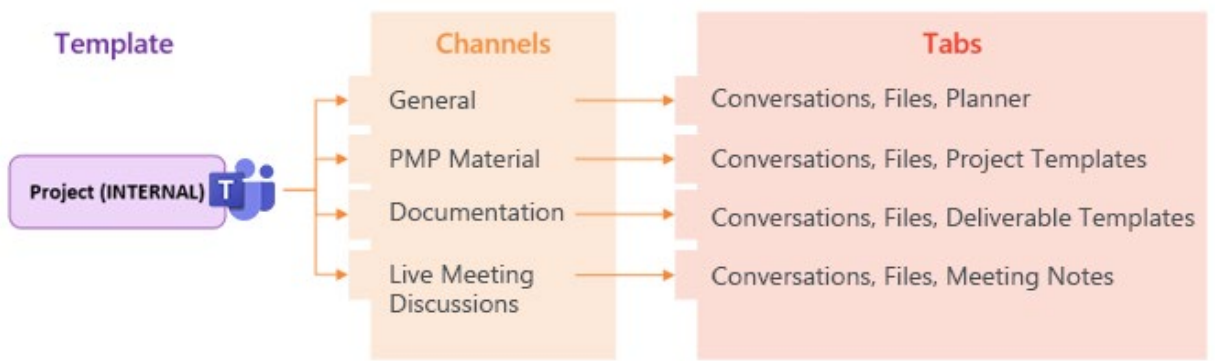 Template
Channels
Tabs
Project (INTERNAL)
T
General
Conversations, Files, Planner
PMP Material
Conversations, Files, Project Templates
Documentation
Conversations, Files, Deliverable Templates
Live Meeting
Discussions
Conversations, Files, Meeting Notes